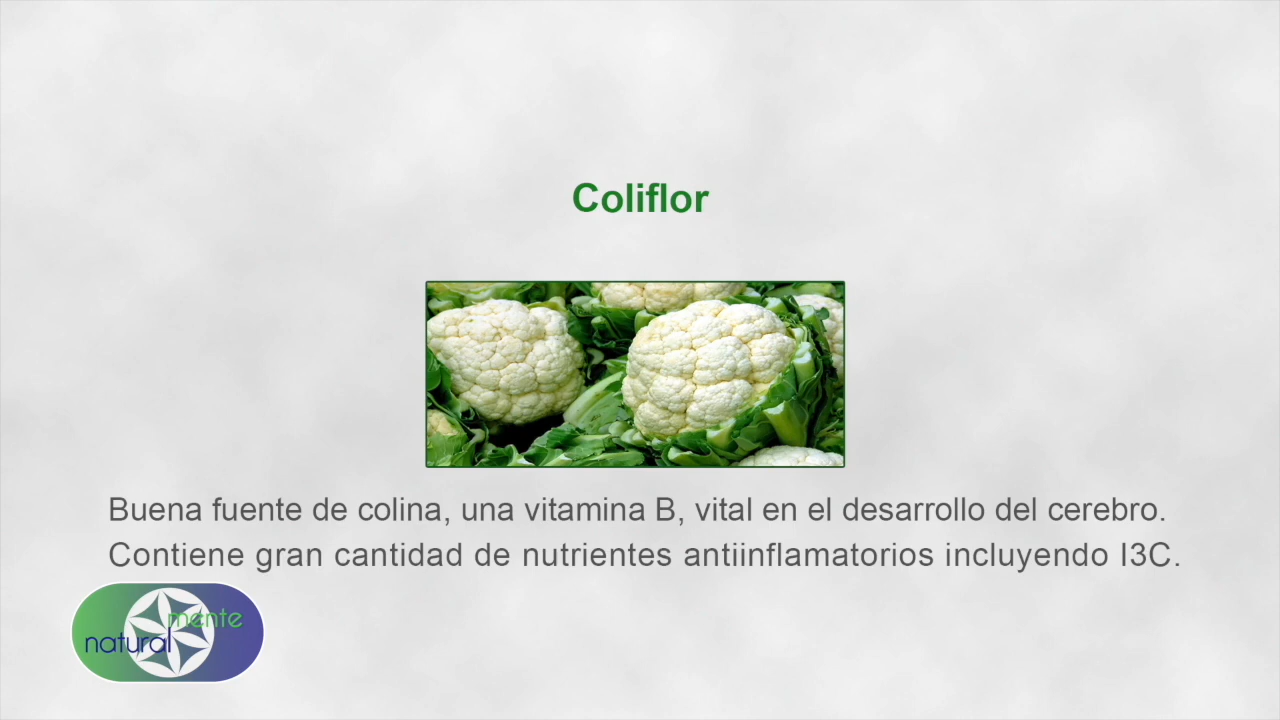 Coliflor
Buena fuente de colina, una vitamina B, vital en el desarrollo del cerebro.
Contiene gran cantidad de nutrientes antiinflamatorios incluyendo I3C.
natural
mente